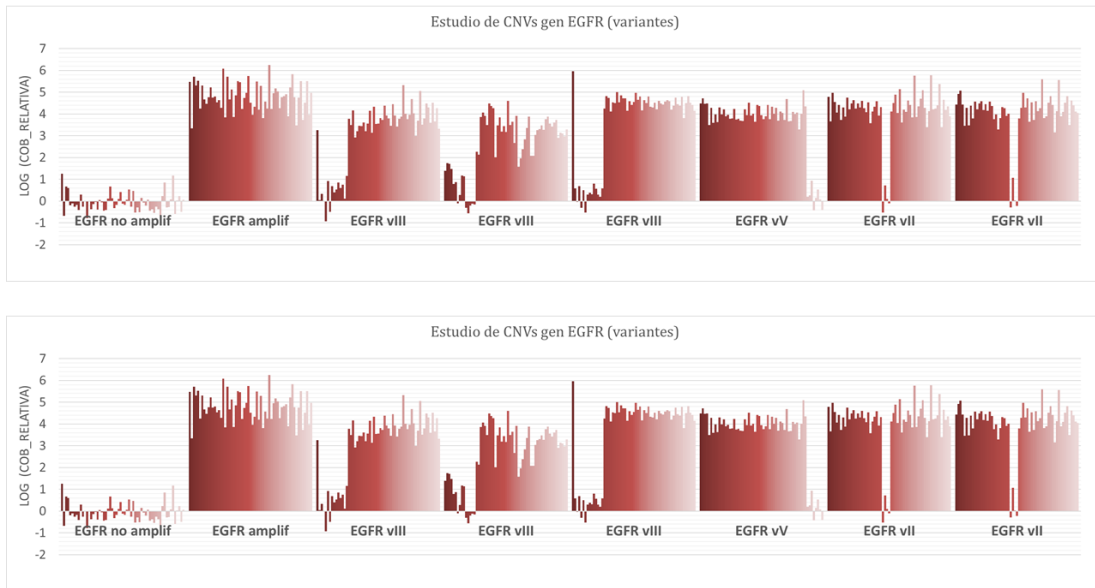 Estudio de CNVs gen EGFR (variantes)
7
6
5
4
3
2
1
0
-1
-2
LOG (COB_RELATIVA)
EGFR no amplif
EGFR amplif
EGFR vIII
EGFR vIII
EGFR vIII
EGFR vV
EGFR vII
EGFR vII
Estudio de CNVs gen EGFR (variantes)
7
6
5
4
3
2
1
0
-1
-2
LOG (COB_RELATIVA)
EGFR no amplif
EGFR amplif
EGFR vIII
EGFR vIII
EGFR vIII
EGFR vV
EGFR vII
EGFR vII